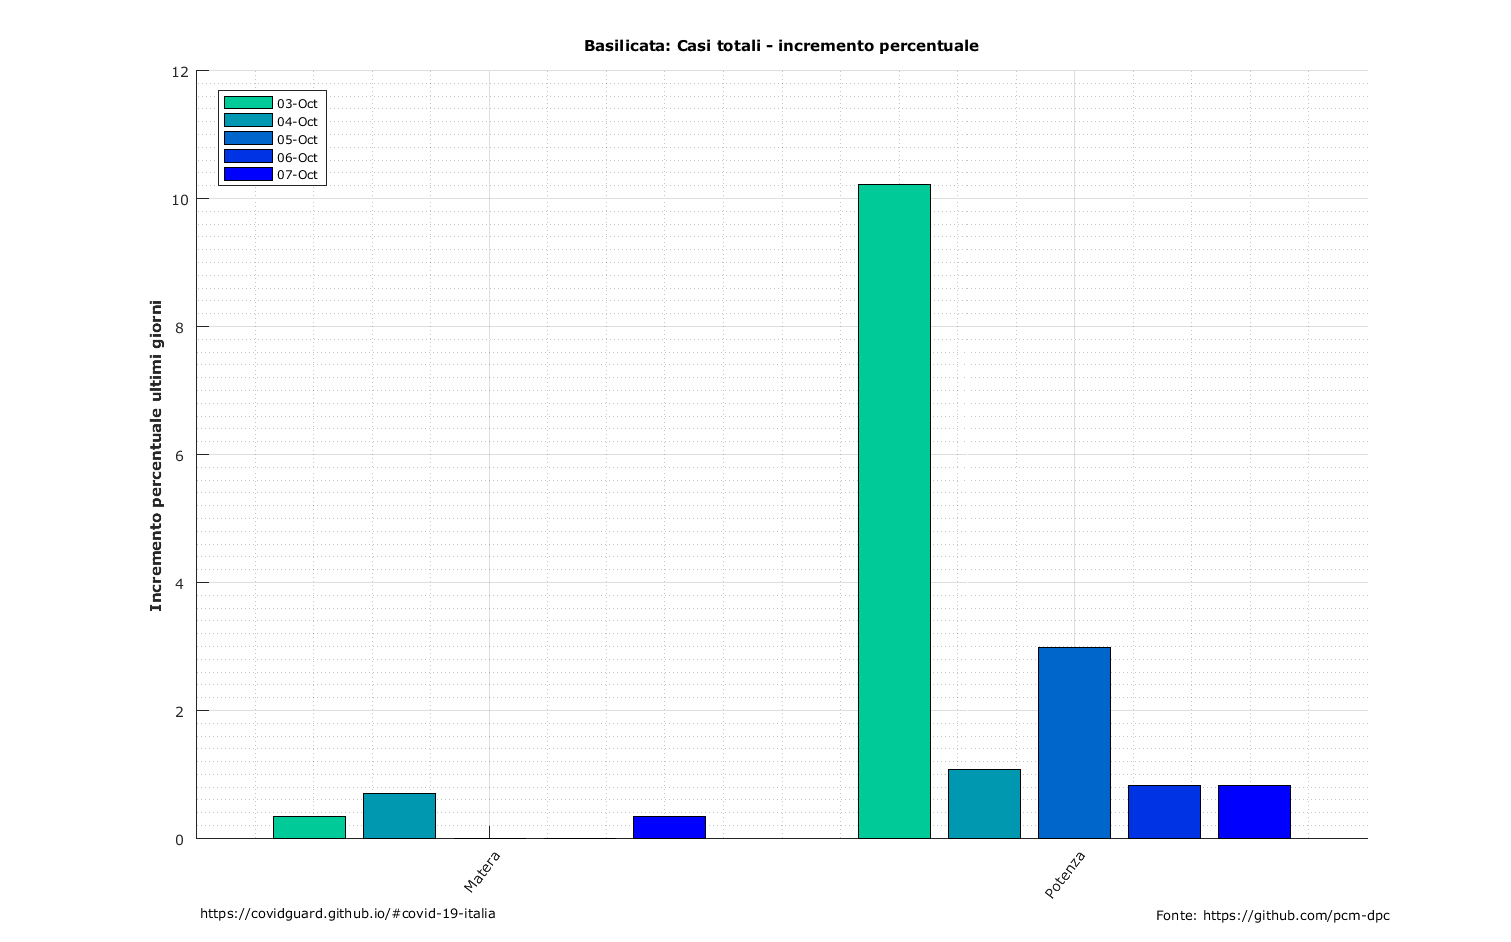 Basilicata: Casi totali - incremento percentuale
12
10
8
6
4
2
0
Incremento percentuale ultimi giorni
03-Oct
04-Oct
05-Oct
06-Oct
07-Oct
Matera
Potenza
https://covidguard.github.io/#covid-19-italia
Fonte: https://github.com/pcm-dpc